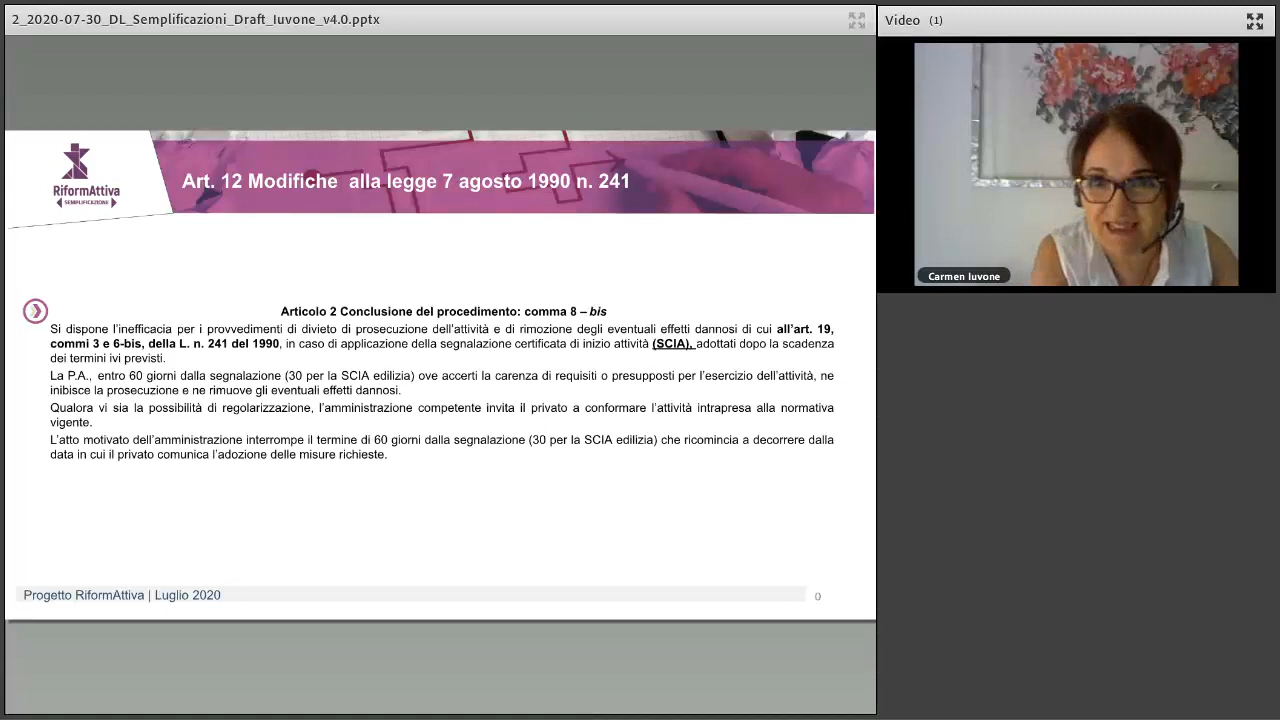 2_2020-07-30_DL_Semplificazioni_Draft_Iuvone_v4.0.pptx
Video (1)
RiformAttiva
SEMPLIFICAZIONE
Art. 12 Modifiche alla legge 7 agosto 1990 n. 241
Carmen Iuvone
Articolo 2 Conclusione del procedimento: comma 8 – bis
Si dispone l’inefficacia per i provvedimenti di divieto di prosecuzione dell’attività e di rimozione degli eventuali effetti dannosi di cui all’art. 19,
commi 3 e 6-bis, della L. n. 241 del 1990, in caso di applicazione della segnalazione certificata di inizio attività (SCIA), adottati dopo la scadenza
dei termini ivi previsti.
La P.A., entro 60 giorni dalla segnalazione (30 per la SCIA edilizia) ove accerti la carenza di requisiti o presupposti per l’esercizio dell’attività, ne
inibisce la prosecuzione e ne rimuove gli eventuali effetti dannosi.
Qualora vi sia la possibilità di regolarizzazione, l’amministrazione competente invita il privato a conformare l’attività intrapresa alla normativa
vigente.
L’atto motivato dell’amministrazione interrompe il termine di 60 giorni dalla segnalazione (30 per la SCIA edilizia) che ricomincia a decorrere dalla
data in cui il privato comunica l’adozione delle misure richieste.
Progetto RiformAttiva | Luglio 2020
0